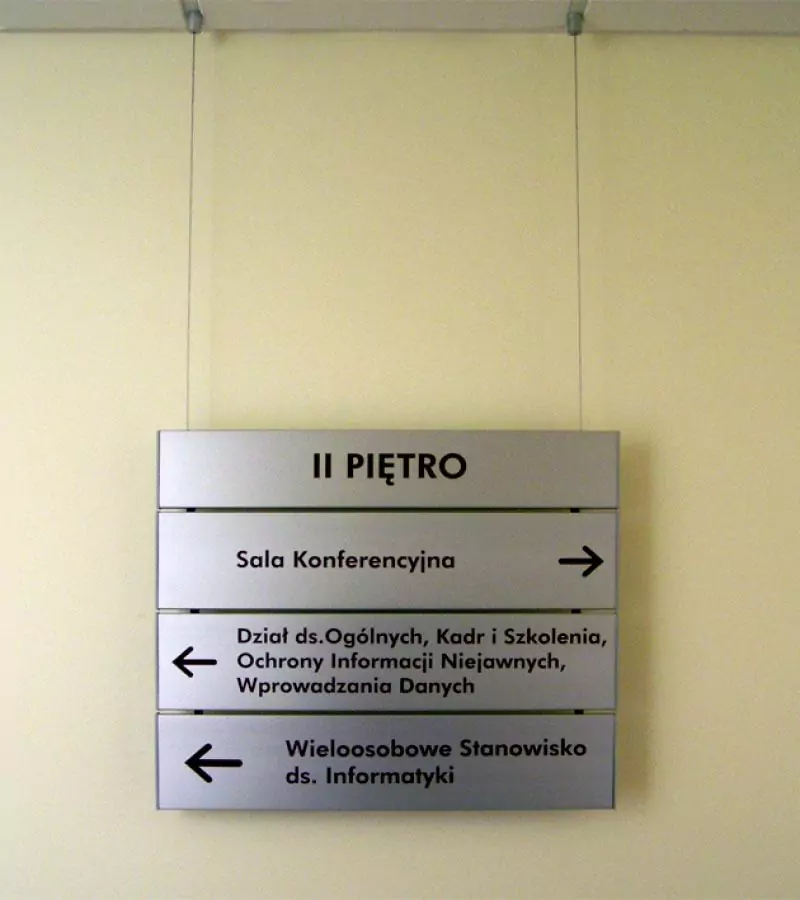 II PIĘTRO
Sala Konferencyjna
Dział ds.Ogólnych, Kadr i Szkolenia,
Ochrony Informacji Niejawnych,
Wprowadzania Danych
Wieloosobowe Stanowisko
ds. Informatyki